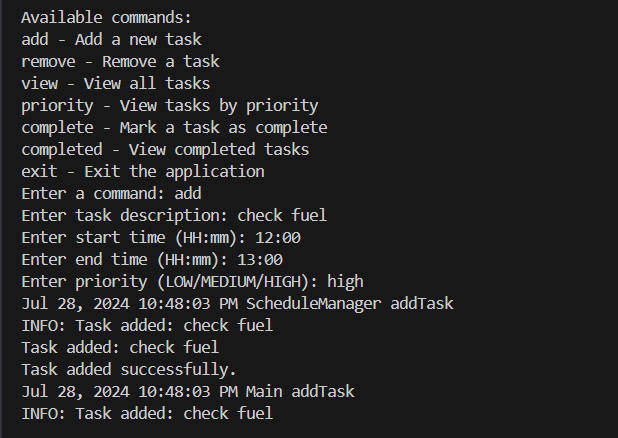 Available commands:
add - Add a new task
remove - Remove a task
view - View all tasks
priority - View tasks by priority
complete - Mark a task as complete
completed - View completed tasks
exit - Exit the application
Enter a command: add
Enter task description: check fuel
Enter start time (HH:mm): 12:00
Enter end time (HH:mm): 13:00
Enter priority (LOW/MEDIUM/HIGH): high
Jul 28, 2024 10:48:03 PM ScheduleManager addTask
INFO: Task added: check fuel
Task added: check fuel
Task added successfully.
Jul 28, 2024 10:48:03 PM Main addTask
INFO: Task added: check fuel